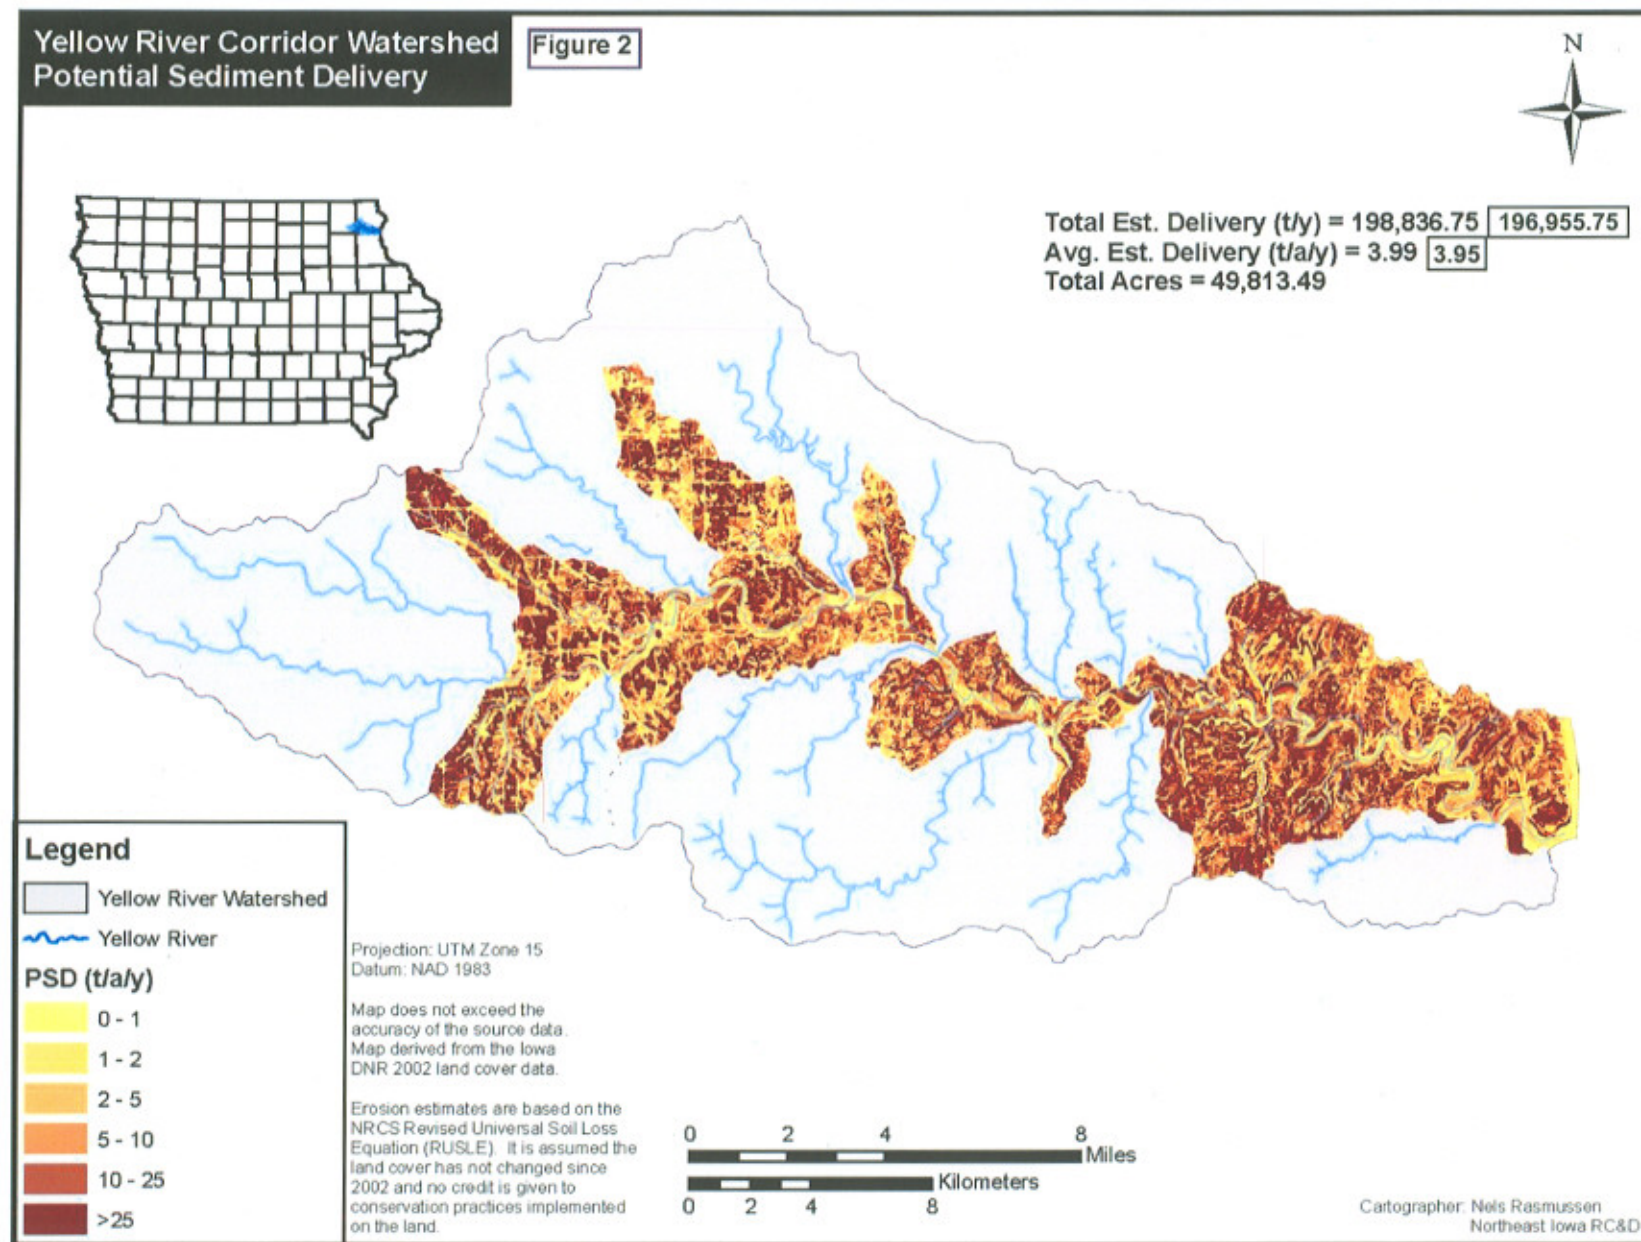 Yellow River Corridor Watershed
Potential Sediment Delivery
Figure 2
N
Total Est. Delivery (t/y) = 198,836.75 196,955.75
Avg. Est. Delivery (t/a/y) = 3.99 3.95
Total Acres = 49,813.49
Legend
Yellow River Watershed
Yellow River
PSD (t/a/y)
0 - 1
1 - 2
2 - 5
5 - 10
10 - 25
>25
Projection: UTM Zone 15
Datum: NAD 1983
Map does not exceed the
accuracy of the source data.
Map derived from the Iowa
DNR 2002 land cover data.
Erosion estimates are based on the
NRCS Revised Universal Soil Loss
Equation (RUSLE). It is assumed the
land cover has not changed since
2002 and no credit is given to
conservation practices implemented
on the land.
0 2 4 8
Miles
Kilometers
0 2 4 8
Cartographer: Nels Rasmussen
Northeast Iowa RC&D